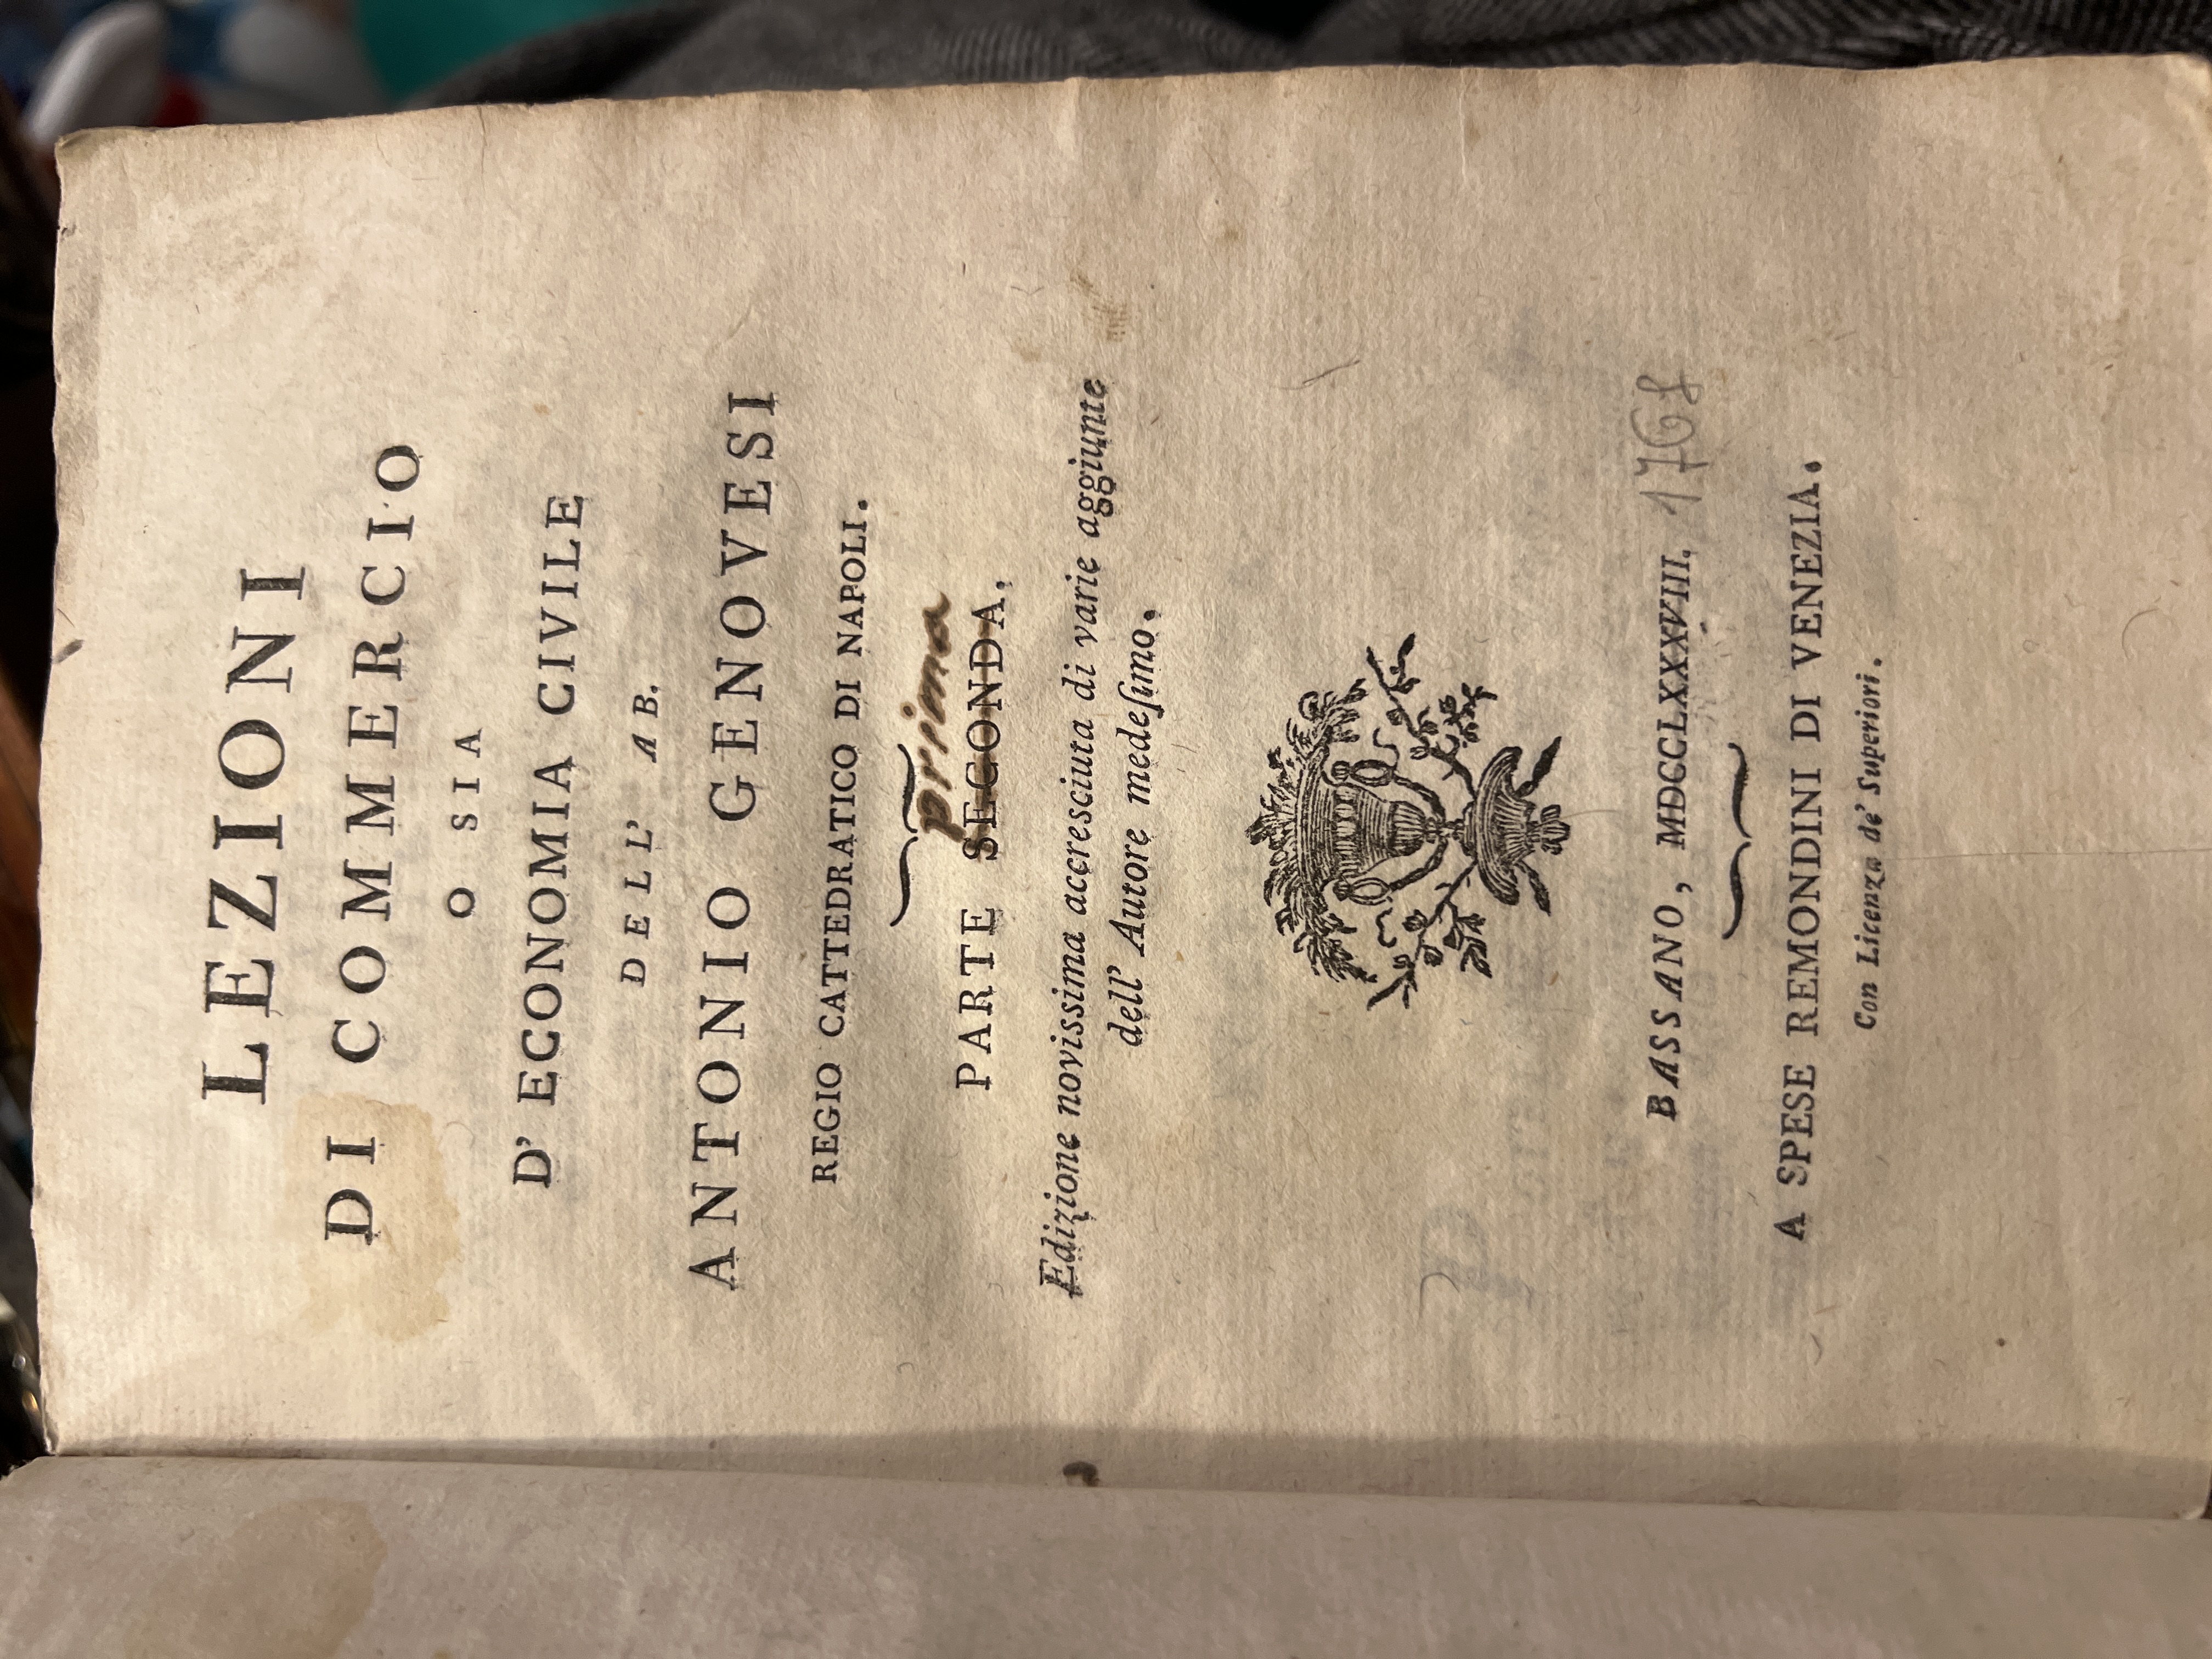 LEZIONI
DI COMMERCIO
O SIA
D' ECONOMIA CIVILE
DELL' AB.
ANTONIO GENOVESI
REGIO CATTEDRATICO DI NAPOLI.
prima
PARTE SECONDA,
Edizione novissima accresciuta di varie aggiunte
dell' Autore medeſimo.
BASSANO, MDCCLXXXVIII. 1768
A SPESE REMONDINI DI VENEZIA.
Con Licenza de' Superiori.